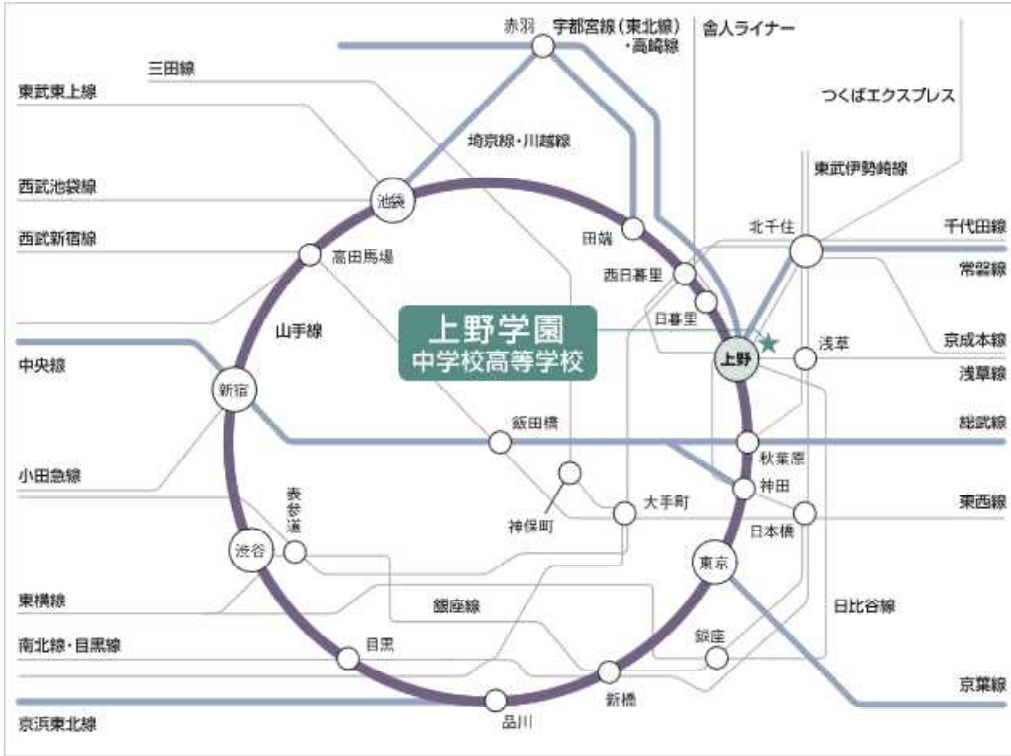 赤羽
宇都宮線(東北線)
・高崎線
舎人ライナー
三田線
東武東上線
つくばエクスプレス
埼京線・川越線
東武伊勢崎線
西武池袋線
池袋
北千住
千代田線
田端
西武新宿線
高田馬場
西日暮里
常磐線
日暮里
上野学園
中学校高等学校
山手線
京成本線
浅草
上野
中央線
浅草線
新宿
飯田橋
総武線
秋葉原
小田急線
神田
表参道
大手町
東西線
神保町
日本橋
渋谷
東京
東横線
銀座線
日比谷線
南北線・目黒線
目黒
銀座
京葉線
新橋
京浜東北線
品川